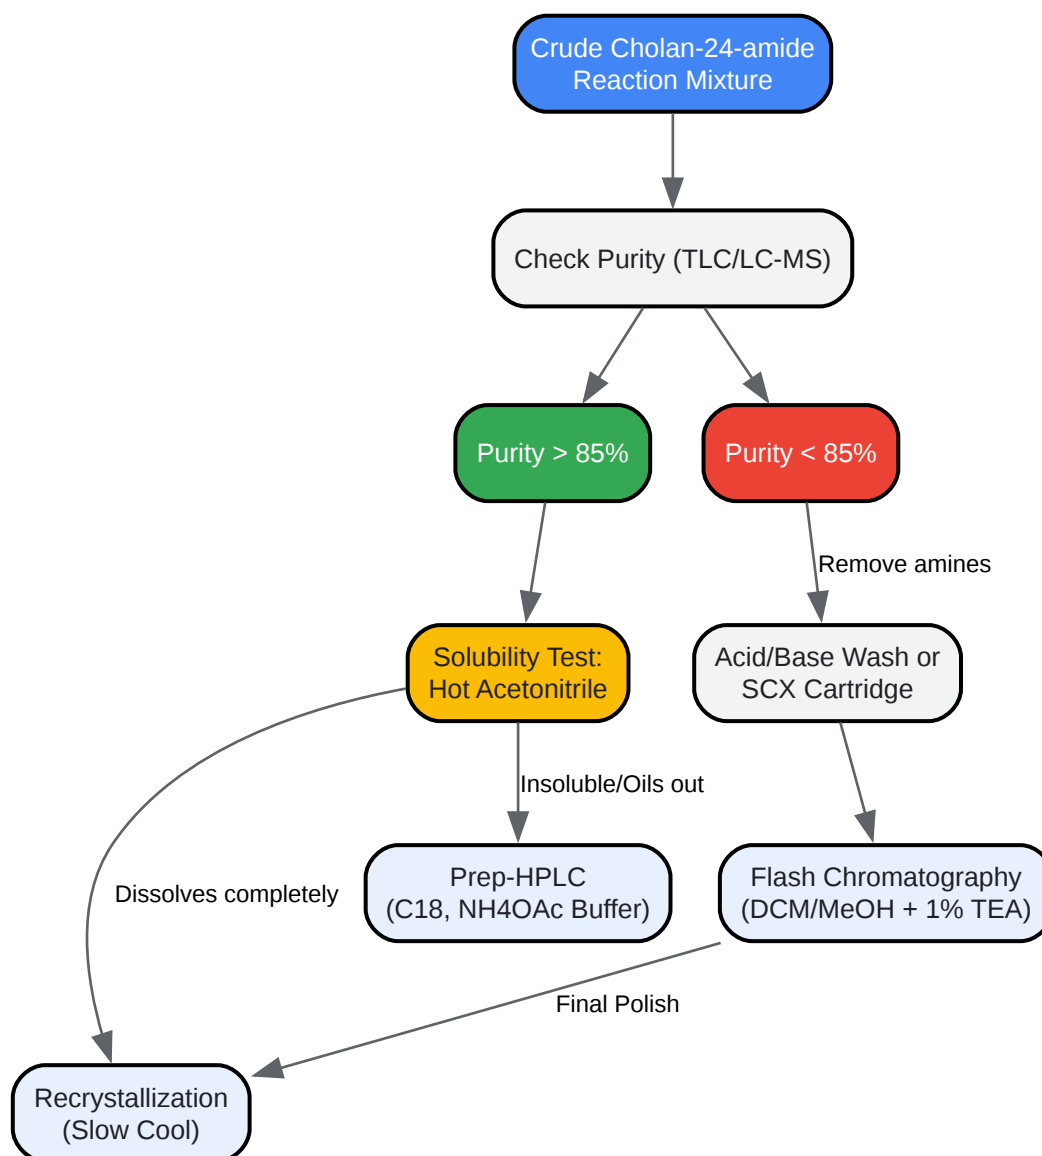 Crude Cholan-24-amide
Reaction Mixture
Check Purity (TLC/LC-MS)
Purity > 85%
Purity < 85%
Remove amines
Solubility Test:
Hot Acetonitrile
Acid/Base Wash or
SCX Cartridge
Insoluble/Oils out
Dissolves completely
Prep-HPLC
(C18, NH4OAc Buffer)
Flash Chromatography
(DCM/MeOH + 1% TEA)
Final Polish
Recrystallization
(Slow Cool)